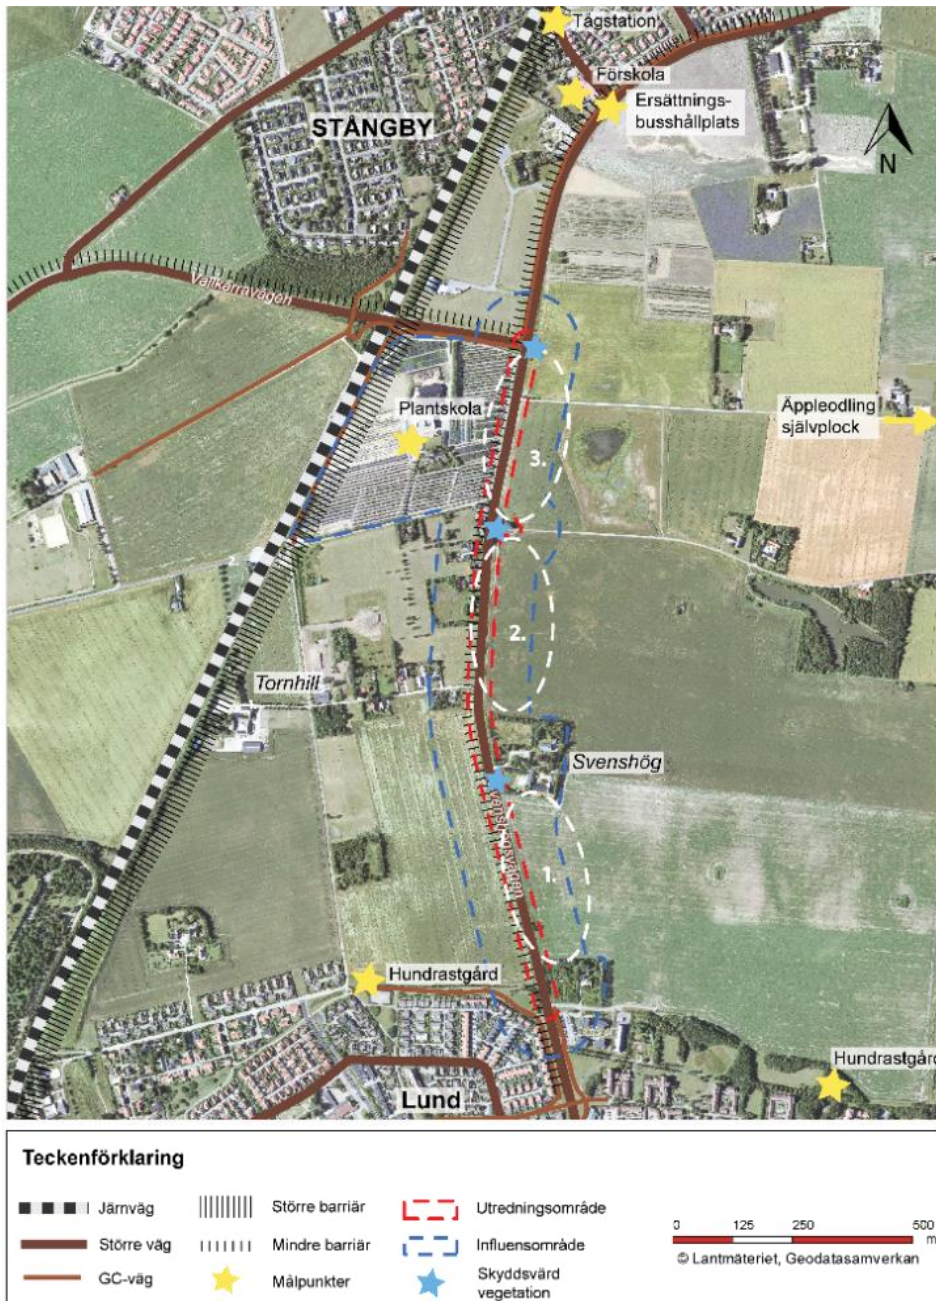 Tågstation
Förskola
Ersättnings-
busshållplats
STÅNGBY
N
Vallkärravägen
Plantskola
Äppleodling
självplock
3.
2.
Tornhill
Svenshög
1.
Hundrastgård
Hundrastgård
Lund
Teckenförklaring
Järnväg
Större barriär
Utredningsområde
Större väg
Mindre barriär
Influensområde
GC-väg
Målpunkter
Skyddsvärd
vegetation
0 125 250 500
m
© Lantmäteriet, Geodatasamverkan